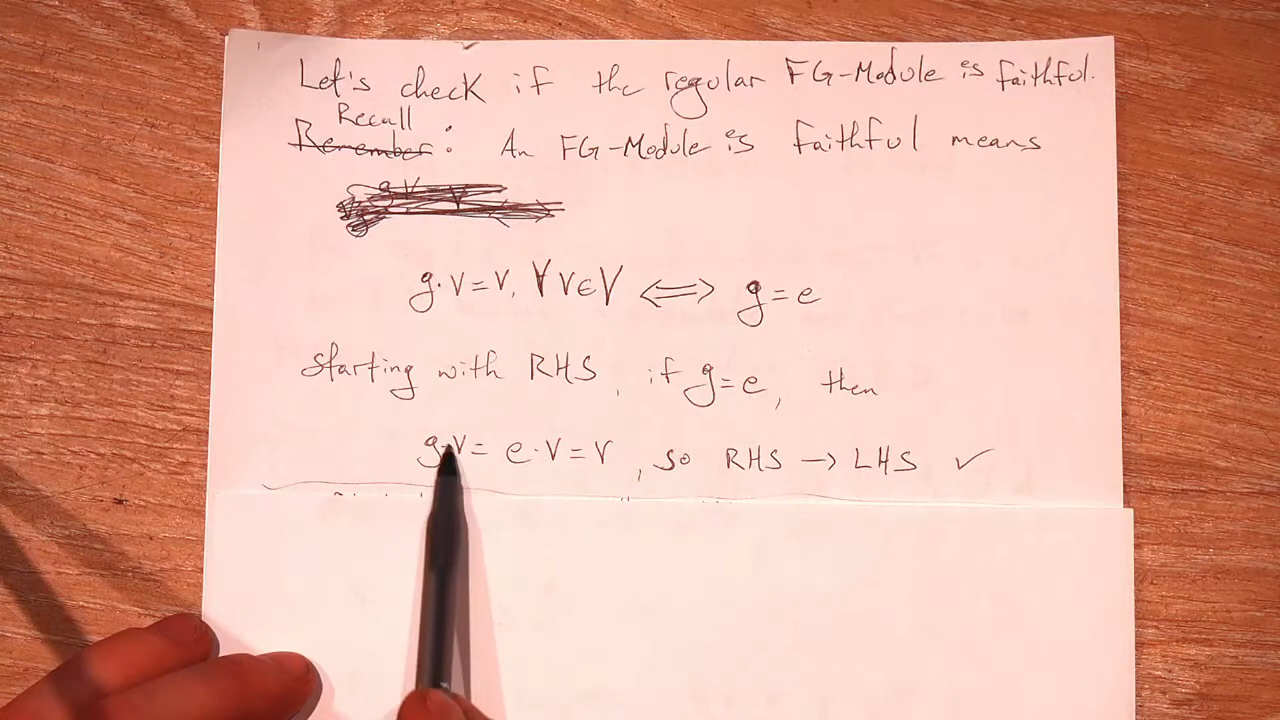 Let's check if the regular FG-Module is faithful.
Recall
Remember : An FG-Module is faithful means
g·v=v, ∀v∈V ⟺ g=e
Starting with RHS, if g=e, then
g·v= e·v=v, so RHS → LHS ✓